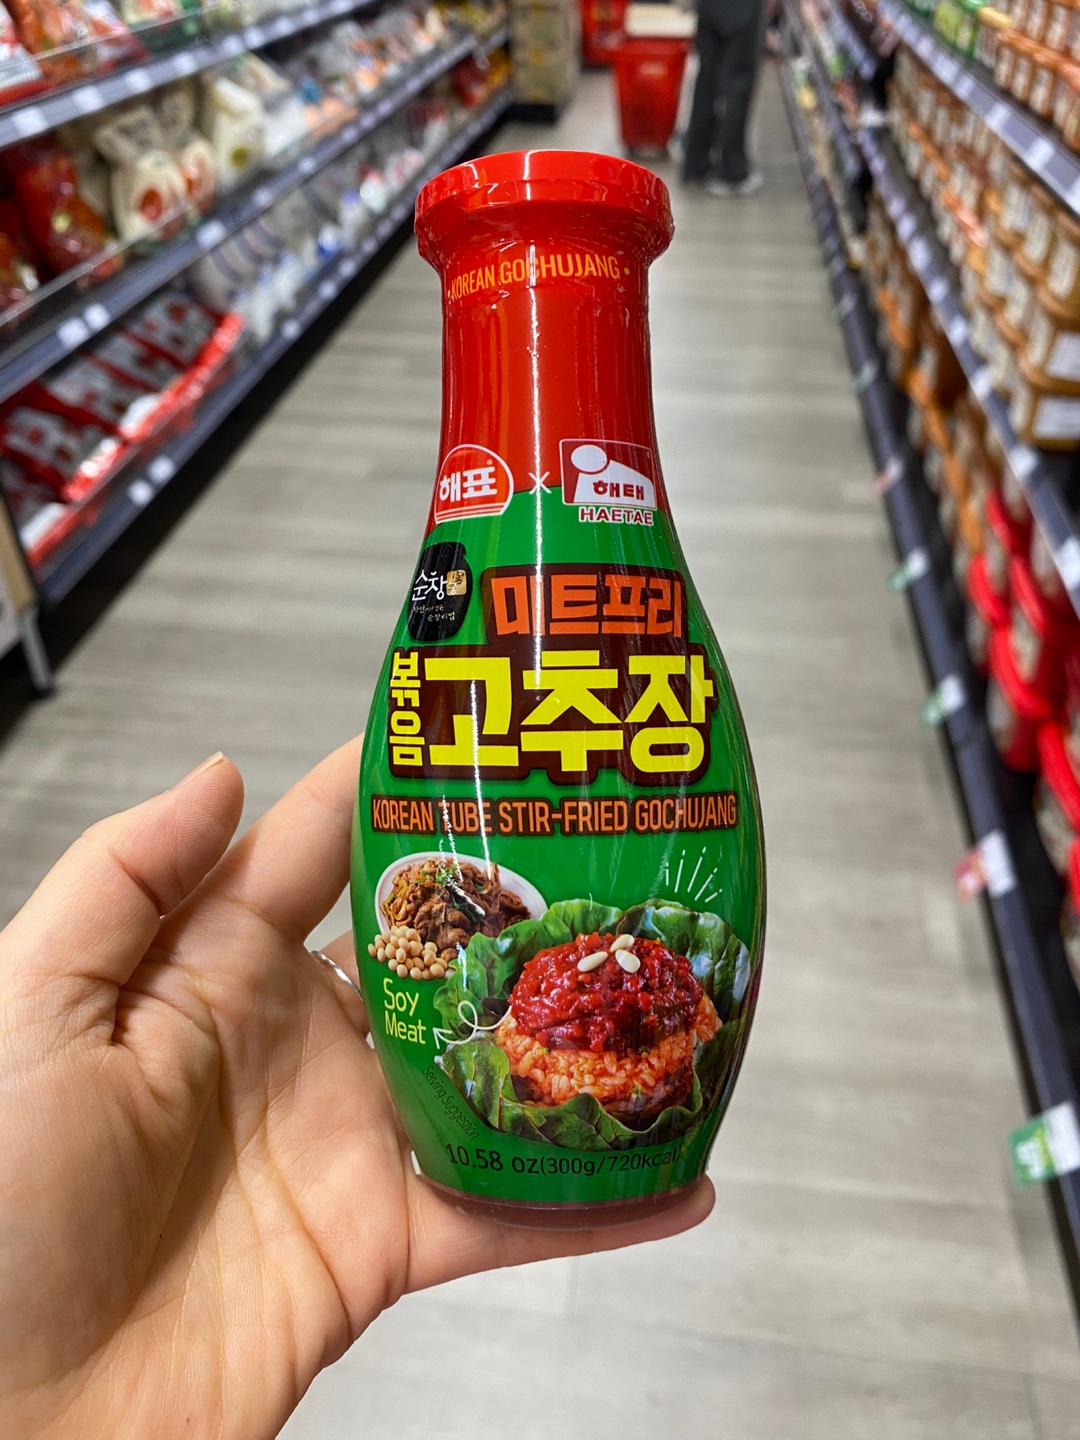 ·KOREAN GOCHUJANG·
해표 x 해태
HAETAE
순창궁
미트프리
볶음고추장
KOREAN TUBE STIR-FRIED GOCHUJANG
Soy
Meat
Serving Suggestion
10.58 oz(300g/720kcal)